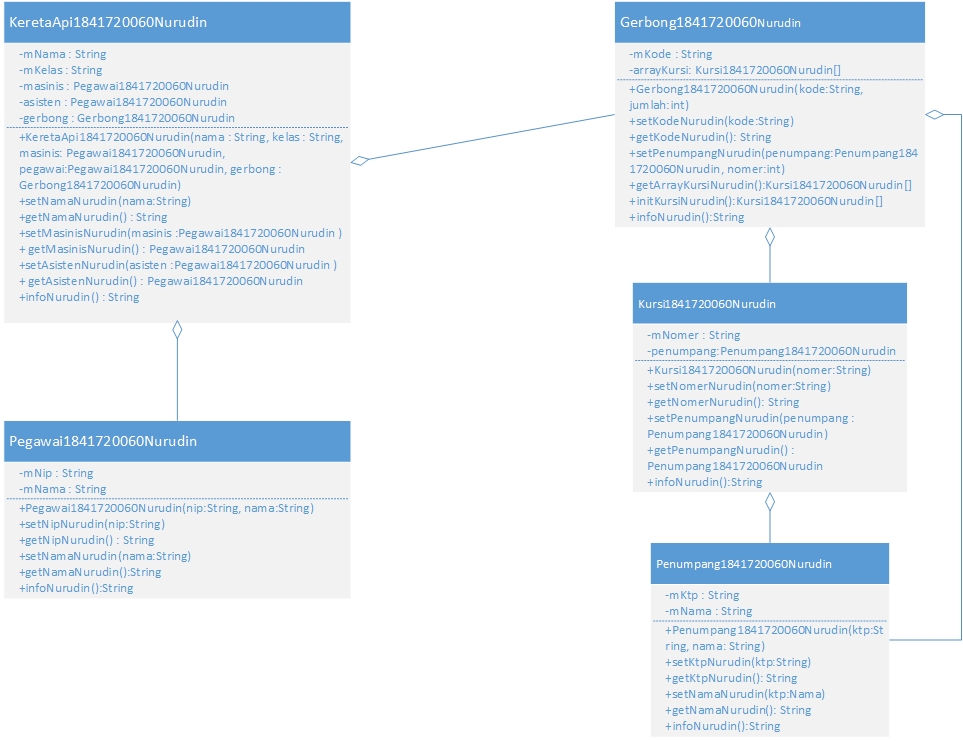 KeretaApi1841720060Nurudin
-mNama : String
-mKelas : String
-masinis : Pegawai1841720060Nurudin
-asisten : Pegawai1841720060Nurudin
-gerbong : Gerbong1841720060Nurudin
+KeretaApi1841720060Nurudin(nama : String, kelas : String,
masinis: Pegawai1841720060Nurudin,
pegawai:Pegawai1841720060Nurudin, gerbong :
Gerbong1841720060Nurudin)
+setNamaNurudin(nama:String)
+getNamaNurudin() : String
+setMasinisNurudin(masinis :Pegawai1841720060Nurudin )
+ getMasinisNurudin() : Pegawai1841720060Nurudin
+setAsistenNurudin(asisten :Pegawai1841720060Nurudin )
+ getAsistenNurudin() : Pegawai1841720060Nurudin
+infoNurudin() : String
Pegawai1841720060Nurudin
-mNip : String
-mNama : String
+Pegawai1841720060Nurudin(nip:String, nama:String)
+setNipNurudin(nip:String)
+getNipNurudin() : String
+setNamaNurudin(nama:String)
+getNamaNurudin():String
+infoNurudin():String
Gerbong1841720060Nurudin
-mKode : String
-arrayKursi: Kursi1841720060Nurudin[]
+Gerbong1841720060Nurudin(kode:String,
jumlah:int)
+setKodeNurudin(kode:String)
+getKodeNurudin(): String
+setPenumpangNurudin(penumpang:Penumpang184
1720060Nurudin, nomer:int)
+getArrayKursiNurudin():Kursi1841720060Nurudin[]
+initKursiNurudin():Kursi1841720060Nurudin[]
+infoNurudin():String
Kursi1841720060Nurudin
-mNomer : String
-penumpang:Penumpang1841720060Nurudin
+Kursi1841720060Nurudin(nomer:String)
+setNomerNurudin(nomer:String)
+getNomerNurudin(): String
+setPenumpangNurudin(penumpang :
Penumpang1841720060Nurudin)
+getPenumpangNurudin() :
Penumpang1841720060Nurudin
+infoNurudin():String
Penumpang1841720060Nurudin
-mKtp : String
-mNama : String
+Penumpang1841720060Nurudin(ktp:St
ring, nama: String)
+setKtpNurudin(ktp:String)
+getKtpNurudin(): String
+setNamaNurudin(ktp:Nama)
+getNamaNurudin(): String
+infoNurudin():String